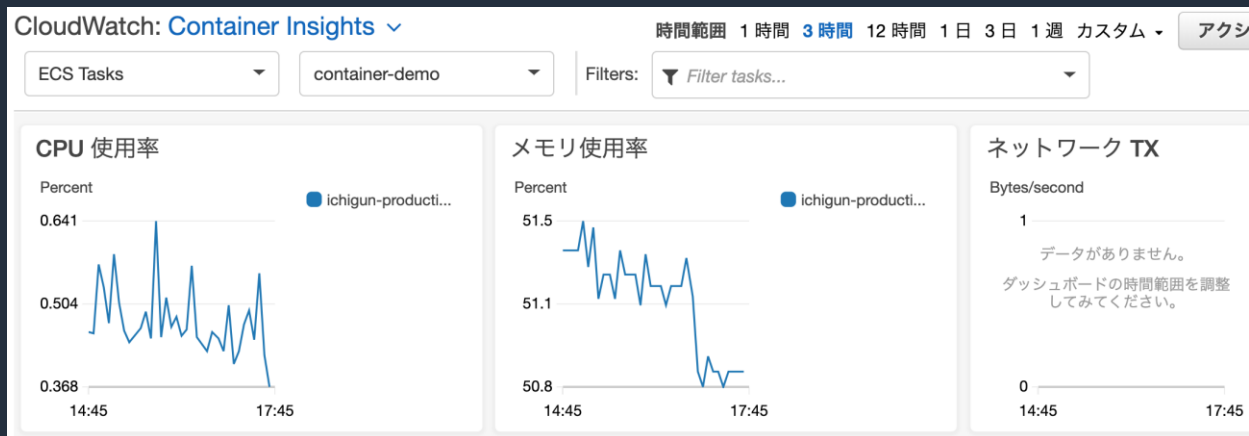 CloudWatch: Container Insights
時間範囲 1 時間 3 時間 12 時間 1 日 3 日 1 週 カスタム
アクシ
ECS Tasks
container-demo
Filters:
Filter tasks...
CPU 使用率
Percent
ichigun-producti...
0.641
0.504
0.368
14:45
17:45
メモリ使用率
Percent
ichigun-producti...
51.5
51.1
50.8
14:45
17:45
ネットワーク TX
Bytes/second
1
データがありません。
ダッシュボードの時間範囲を調整
してみてください。
0
14:45
17:45